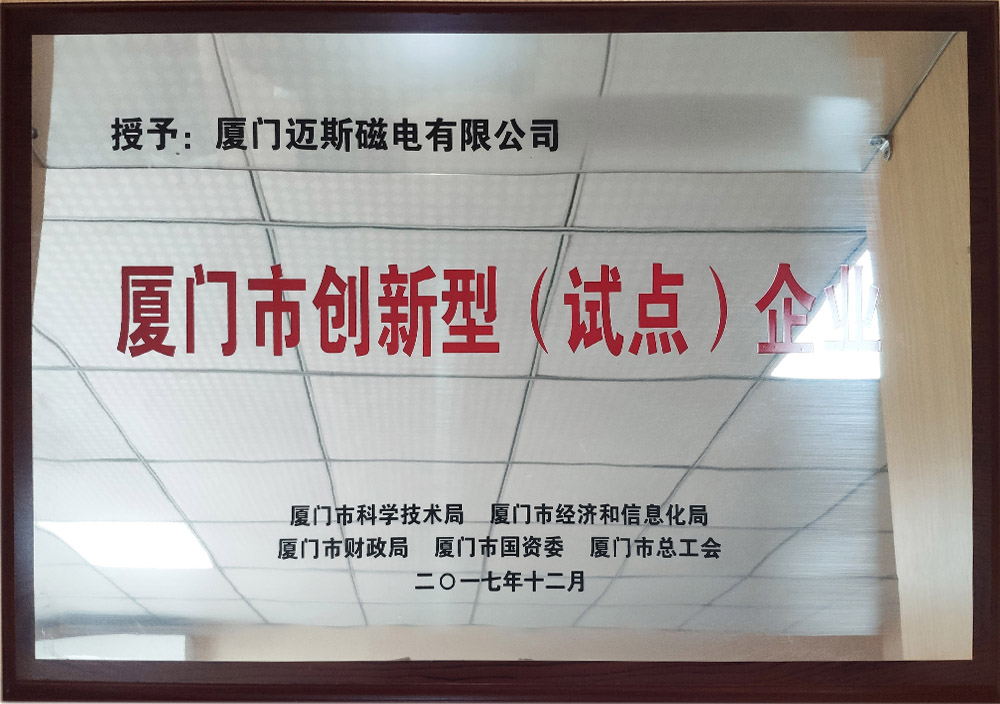 授予：厦门迈斯磁电有限公司
厦门市创新型（试点）企业
厦门市科学技术局 厦门市经济和信息化局
厦门市财政局 厦门市国资委 厦门市总工会
二〇一七年十二月